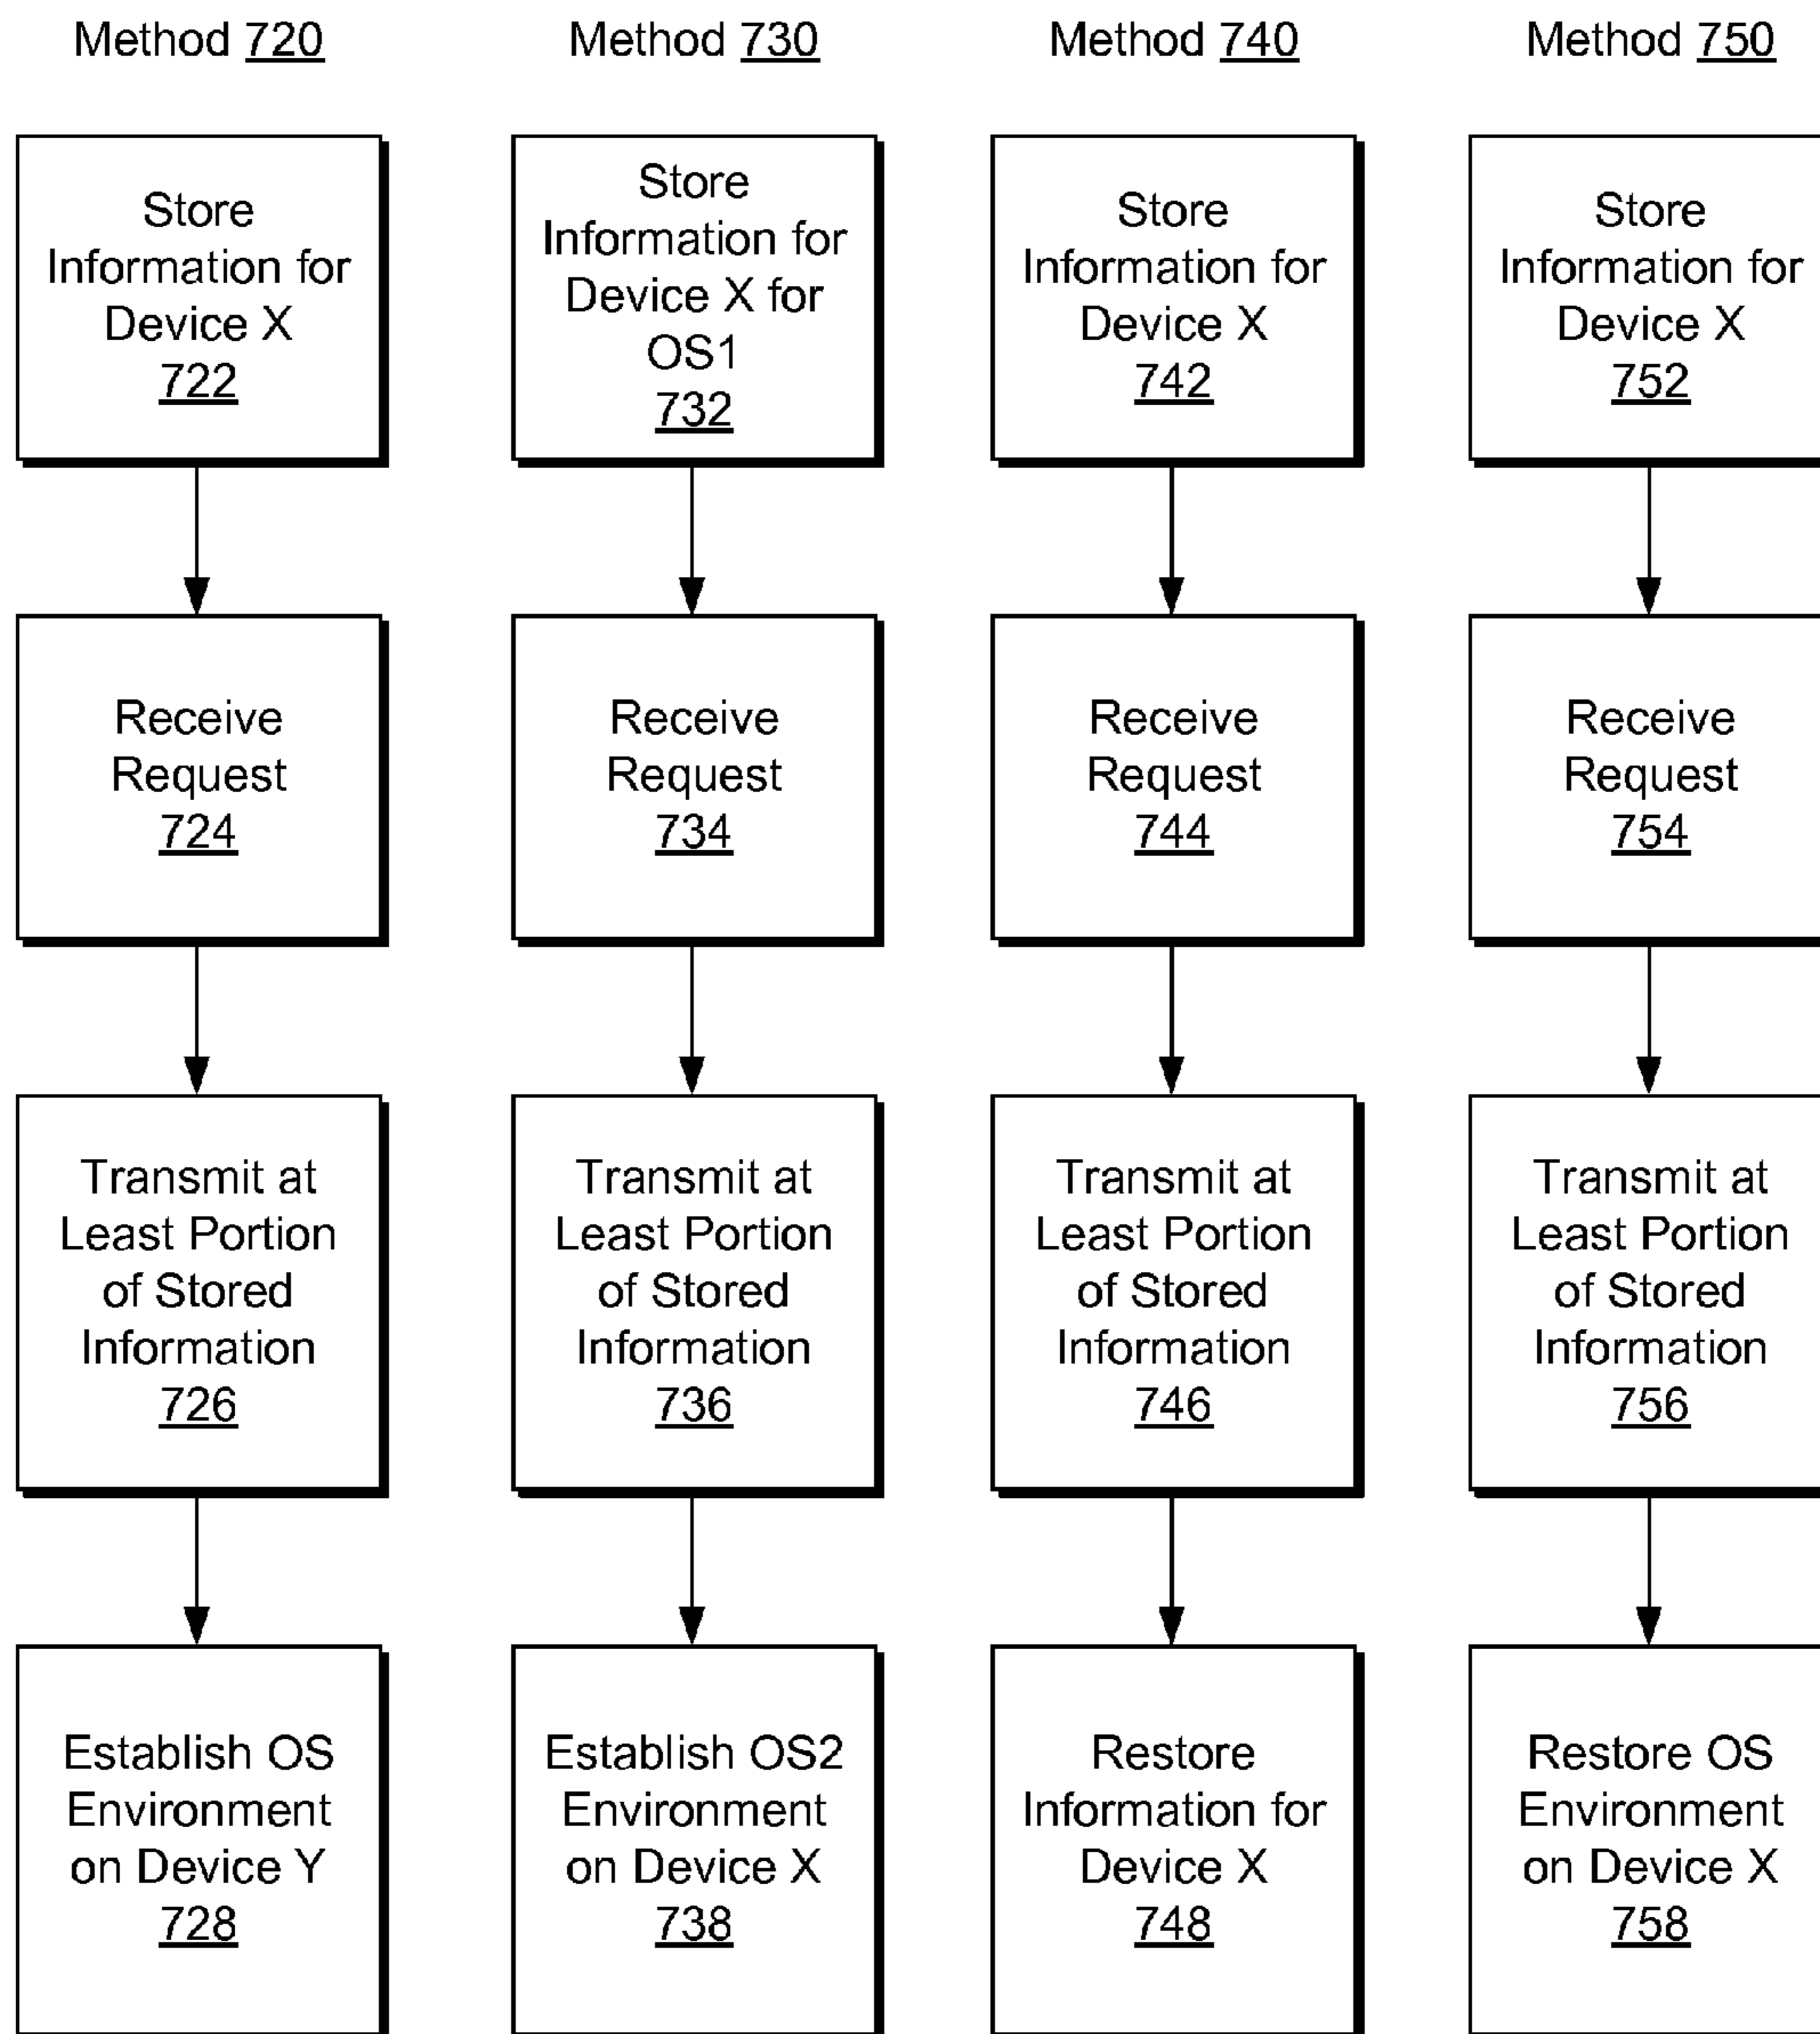 Method 720
Store
Information for
Device X
722
Receive
Request
724
Transmit at
Least Portion
of Stored
Information
726
Establish OS
Environment
on Device Y
728
Method 730
Store
Information for
Device X for
OS1
732
Receive
Request
734
Transmit at
Least Portion
of Stored
Information
736
Establish OS2
Environment
on Device X
738
Method 740
Store
Information for
Device X
742
Receive
Request
744
Transmit at
Least Portion
of Stored
Information
746
Restore
Information for
Device X
748
Method 750
Store
Information for
Device X
752
Receive
Request
754
Transmit at
Least Portion
of Stored
Information
756
Restore OS
Environment
on Device X
758